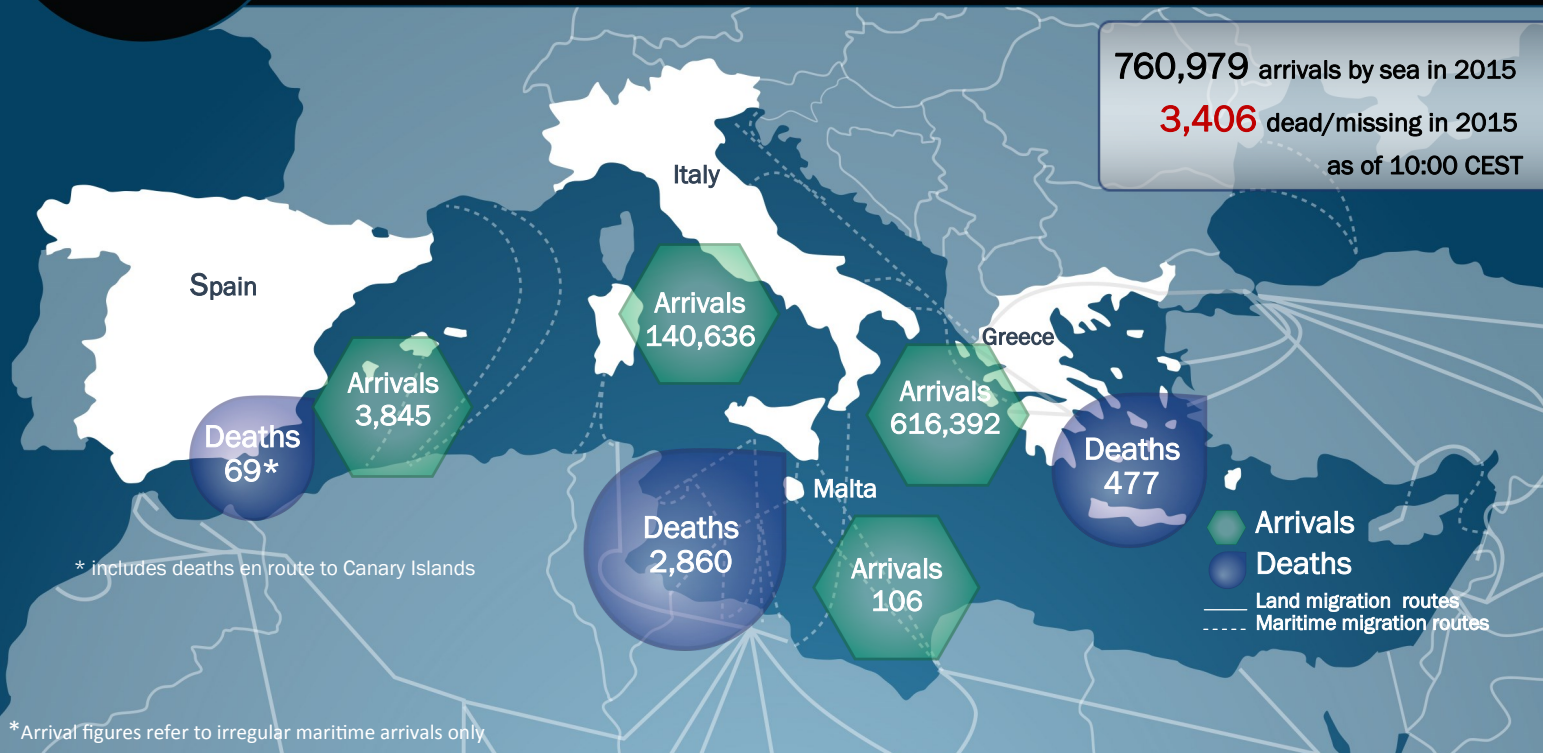 760,979 arrivals by sea in 2015
3,406 dead/missing in 2015
as of 10:00 CEST
Italy
Spain
Arrivals
140,636
Greece
Arrivals
3,845
Arrivals
616,392
Deaths
69*
Deaths
477
Malta
Deaths
2,860
Arrivals
106
Arrivals
Deaths
Land migration routes
Maritime migration routes
* includes deaths en route to Canary Islands
*Arrival figures refer to irregular maritime arrivals only